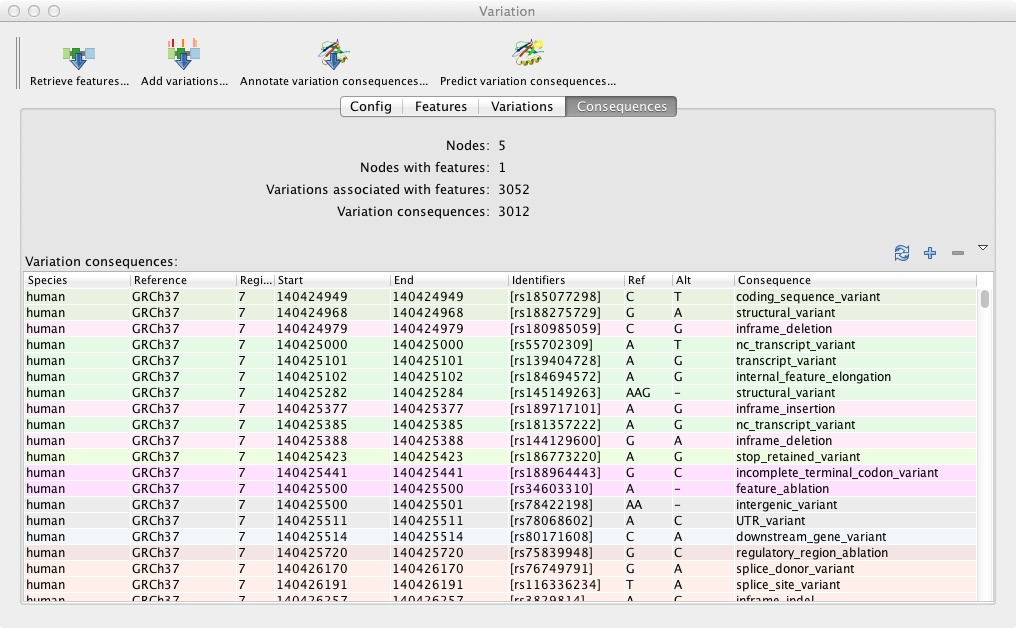 Variation
Retrieve features... Add variations... Annotate variation consequences... Predict variation consequences...
Config Features Variations Consequences
Nodes: 5
Nodes with features: 1
Variations associated with features: 3052
Variation consequences: 3012
Variation consequences:
Species Reference Regi... Start End Identifiers Ref Alt Consequence
human GRCh37 7 140424949 140424949 [rs185077298] C T coding_sequence_variant
human GRCh37 7 140424968 140424968 [rs188275729] G A structural_variant
human GRCh37 7 140424979 140424979 [rs180985059] C G inframe_deletion
human GRCh37 7 140425000 140425000 [rs55702309] A T nc_transcript_variant
human GRCh37 7 140425101 140425101 [rs139404728] A G transcript_variant
human GRCh37 7 140425102 140425102 [rs184694572] A G internal_feature_elongation
human GRCh37 7 140425282 140425284 [rs145149263] AAG - structural_variant
human GRCh37 7 140425377 140425377 [rs189717101] A G inframe_insertion
human GRCh37 7 140425385 140425385 [rs181357222] A G nc_transcript_variant
human GRCh37 7 140425388 140425388 [rs144129600] G A inframe_deletion
human GRCh37 7 140425423 140425423 [rs186773220] A G stop_retained_variant
human GRCh37 7 140425441 140425441 [rs188964443] G C incomplete_terminal_codon_variant
human GRCh37 7 140425500 140425500 [rs34603310] A - feature_ablation
human GRCh37 7 140425500 140425501 [rs78422198] AA - intergenic_variant
human GRCh37 7 140425511 140425511 [rs78068602] A C UTR_variant
human GRCh37 7 140425514 140425514 [rs80171608] C A downstream_gene_variant
human GRCh37 7 140425720 140425720 [rs75839948] G C regulatory_region_ablation
human GRCh37 7 140426170 140426170 [rs76749791] G A splice_donor_variant
human GRCh37 7 140426191 140426191 [rs116336234] T A splice_site_variant
human GRCh37 7 140426257 140426257 [rs3829814] A inframe_indel